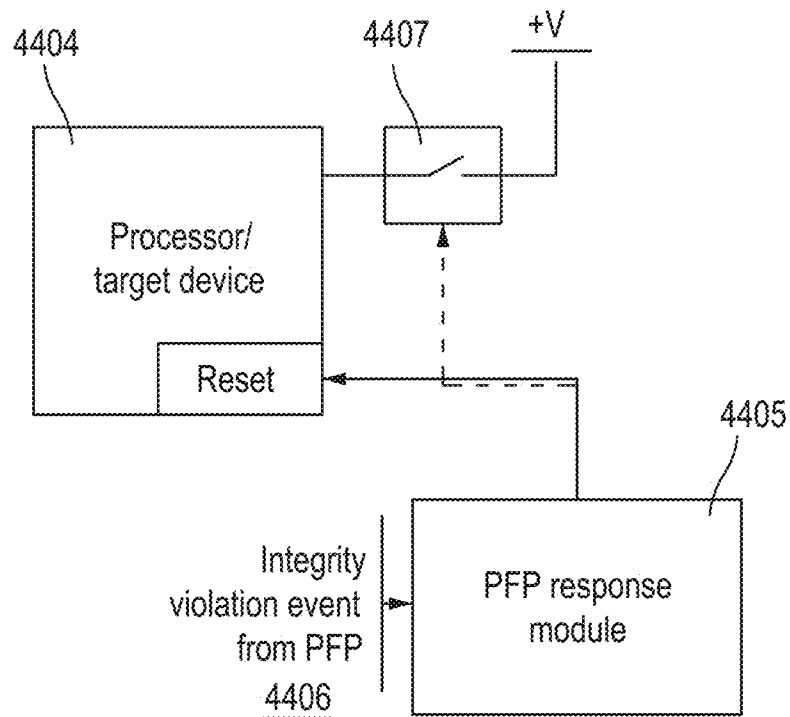 4404
4407
+V
Processor/
target device
Reset
4405
Integrity
violation event
from PFP
4406
PFP response
module